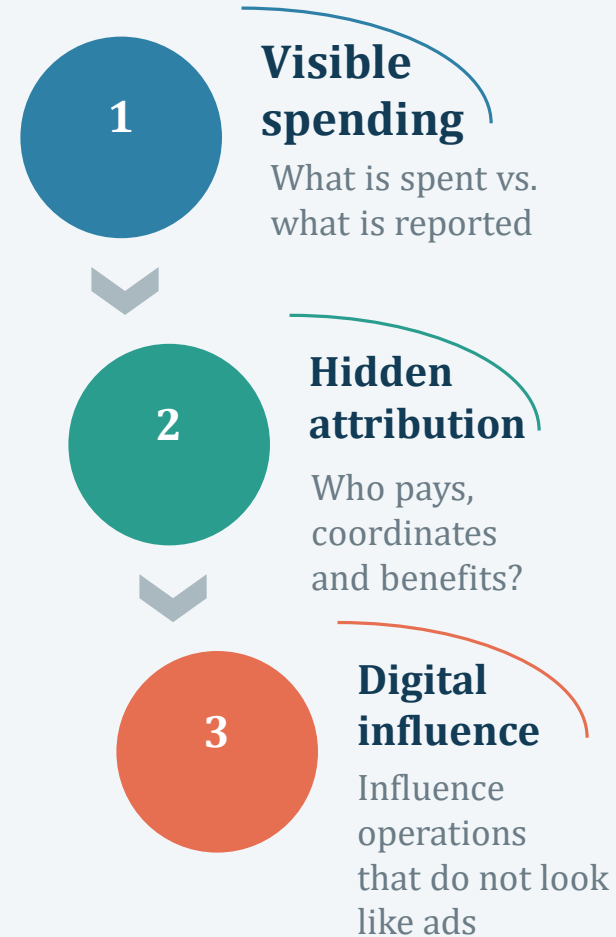 1
Visible
spending
What is spent vs.
what is reported
2
Hidden
attribution
Who pays,
coordinates
and benefits?
3
Digital
influence
Influence
operations
that do not look
like ads